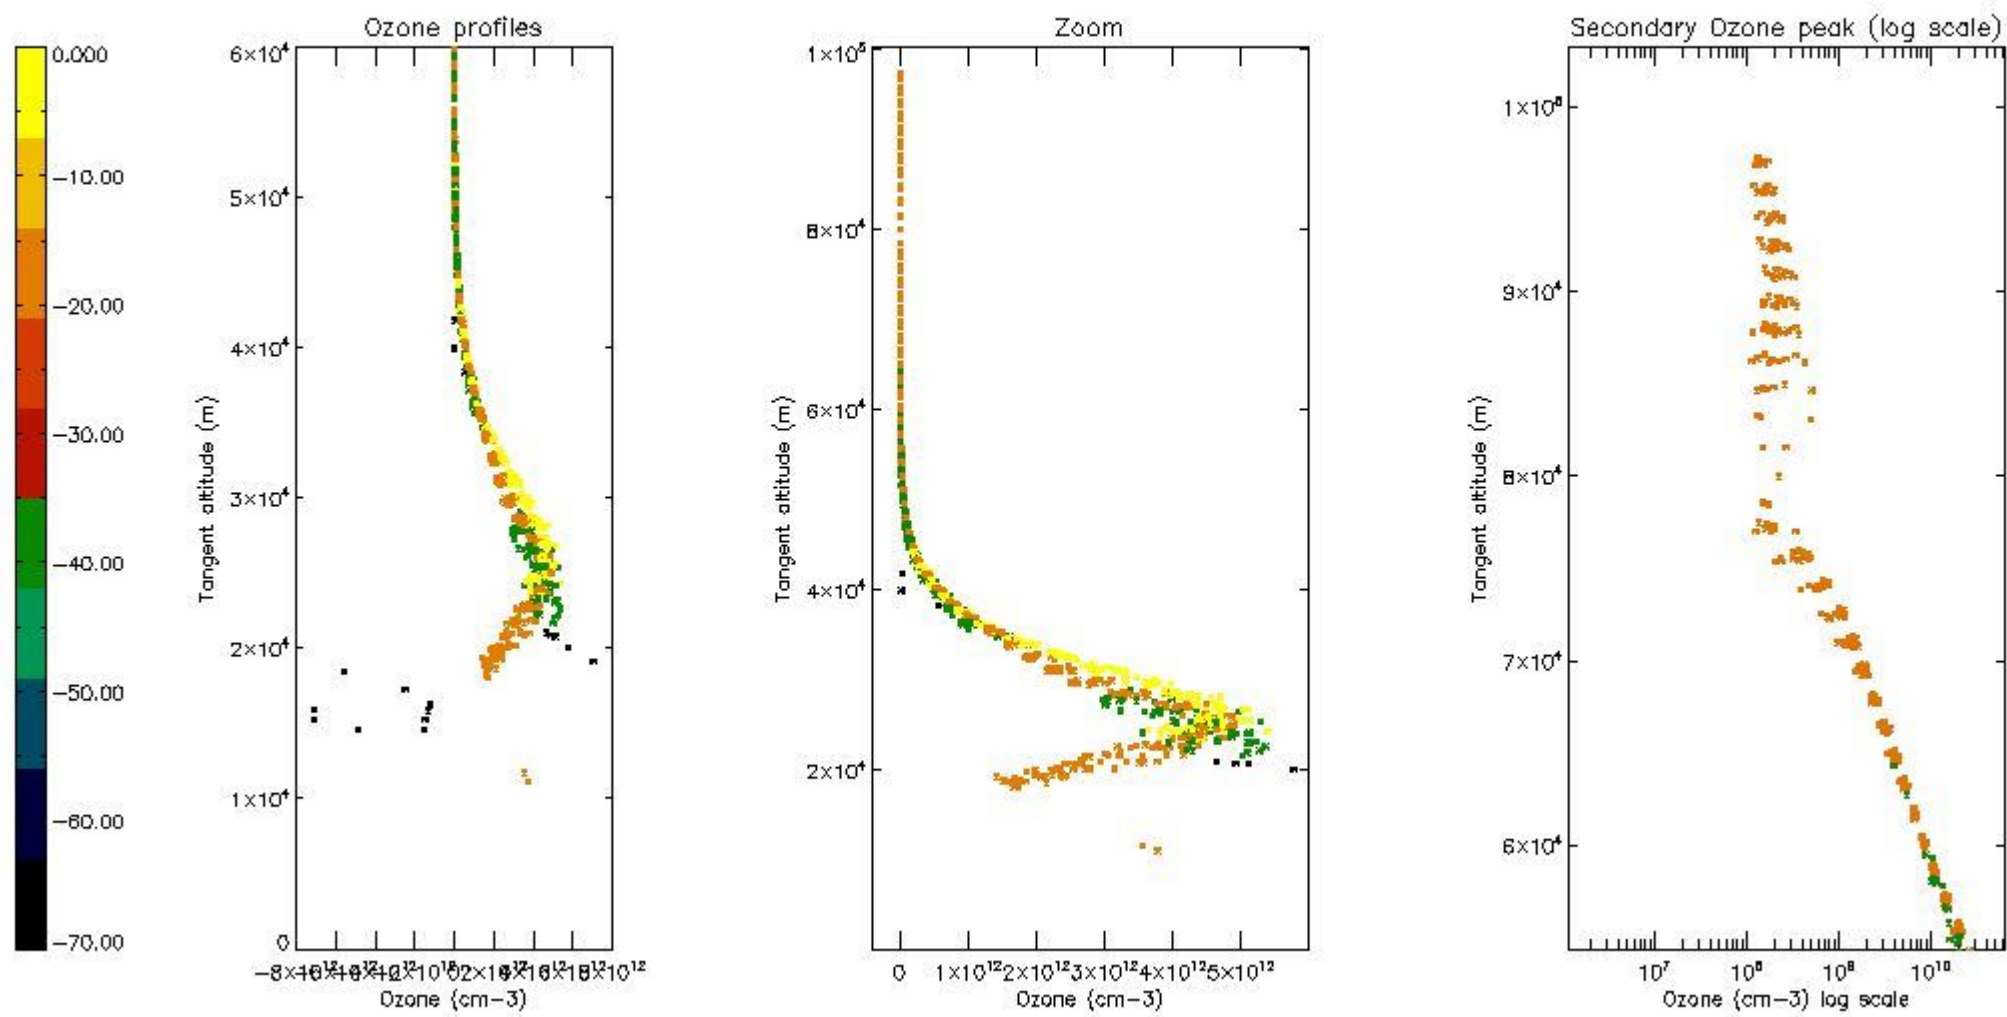 Ozone profiles
Zoom
Secondary Ozone peak (log scale)
0.000
−10.00
−20.00
−30.00
−40.00
−50.00
−60.00
−70.00
6×10⁴
5×10⁴
4×10⁴
3×10⁴
2×10⁴
1×10⁴
0
Tangent altitude (m)
Ozone (cm−3)
1×10⁵
8×10⁴
6×10⁴
4×10⁴
2×10⁴
Tangent altitude (m)
0 1×10¹² 2×10¹² 3×10¹² 4×10¹² 5×10¹²
Ozone (cm−3)
9×10⁴
8×10⁴
7×10⁴
6×10⁴
Tangent altitude (m)
10⁷ 10⁸ 10⁹ 10¹⁰
Ozone (cm−3) log scale